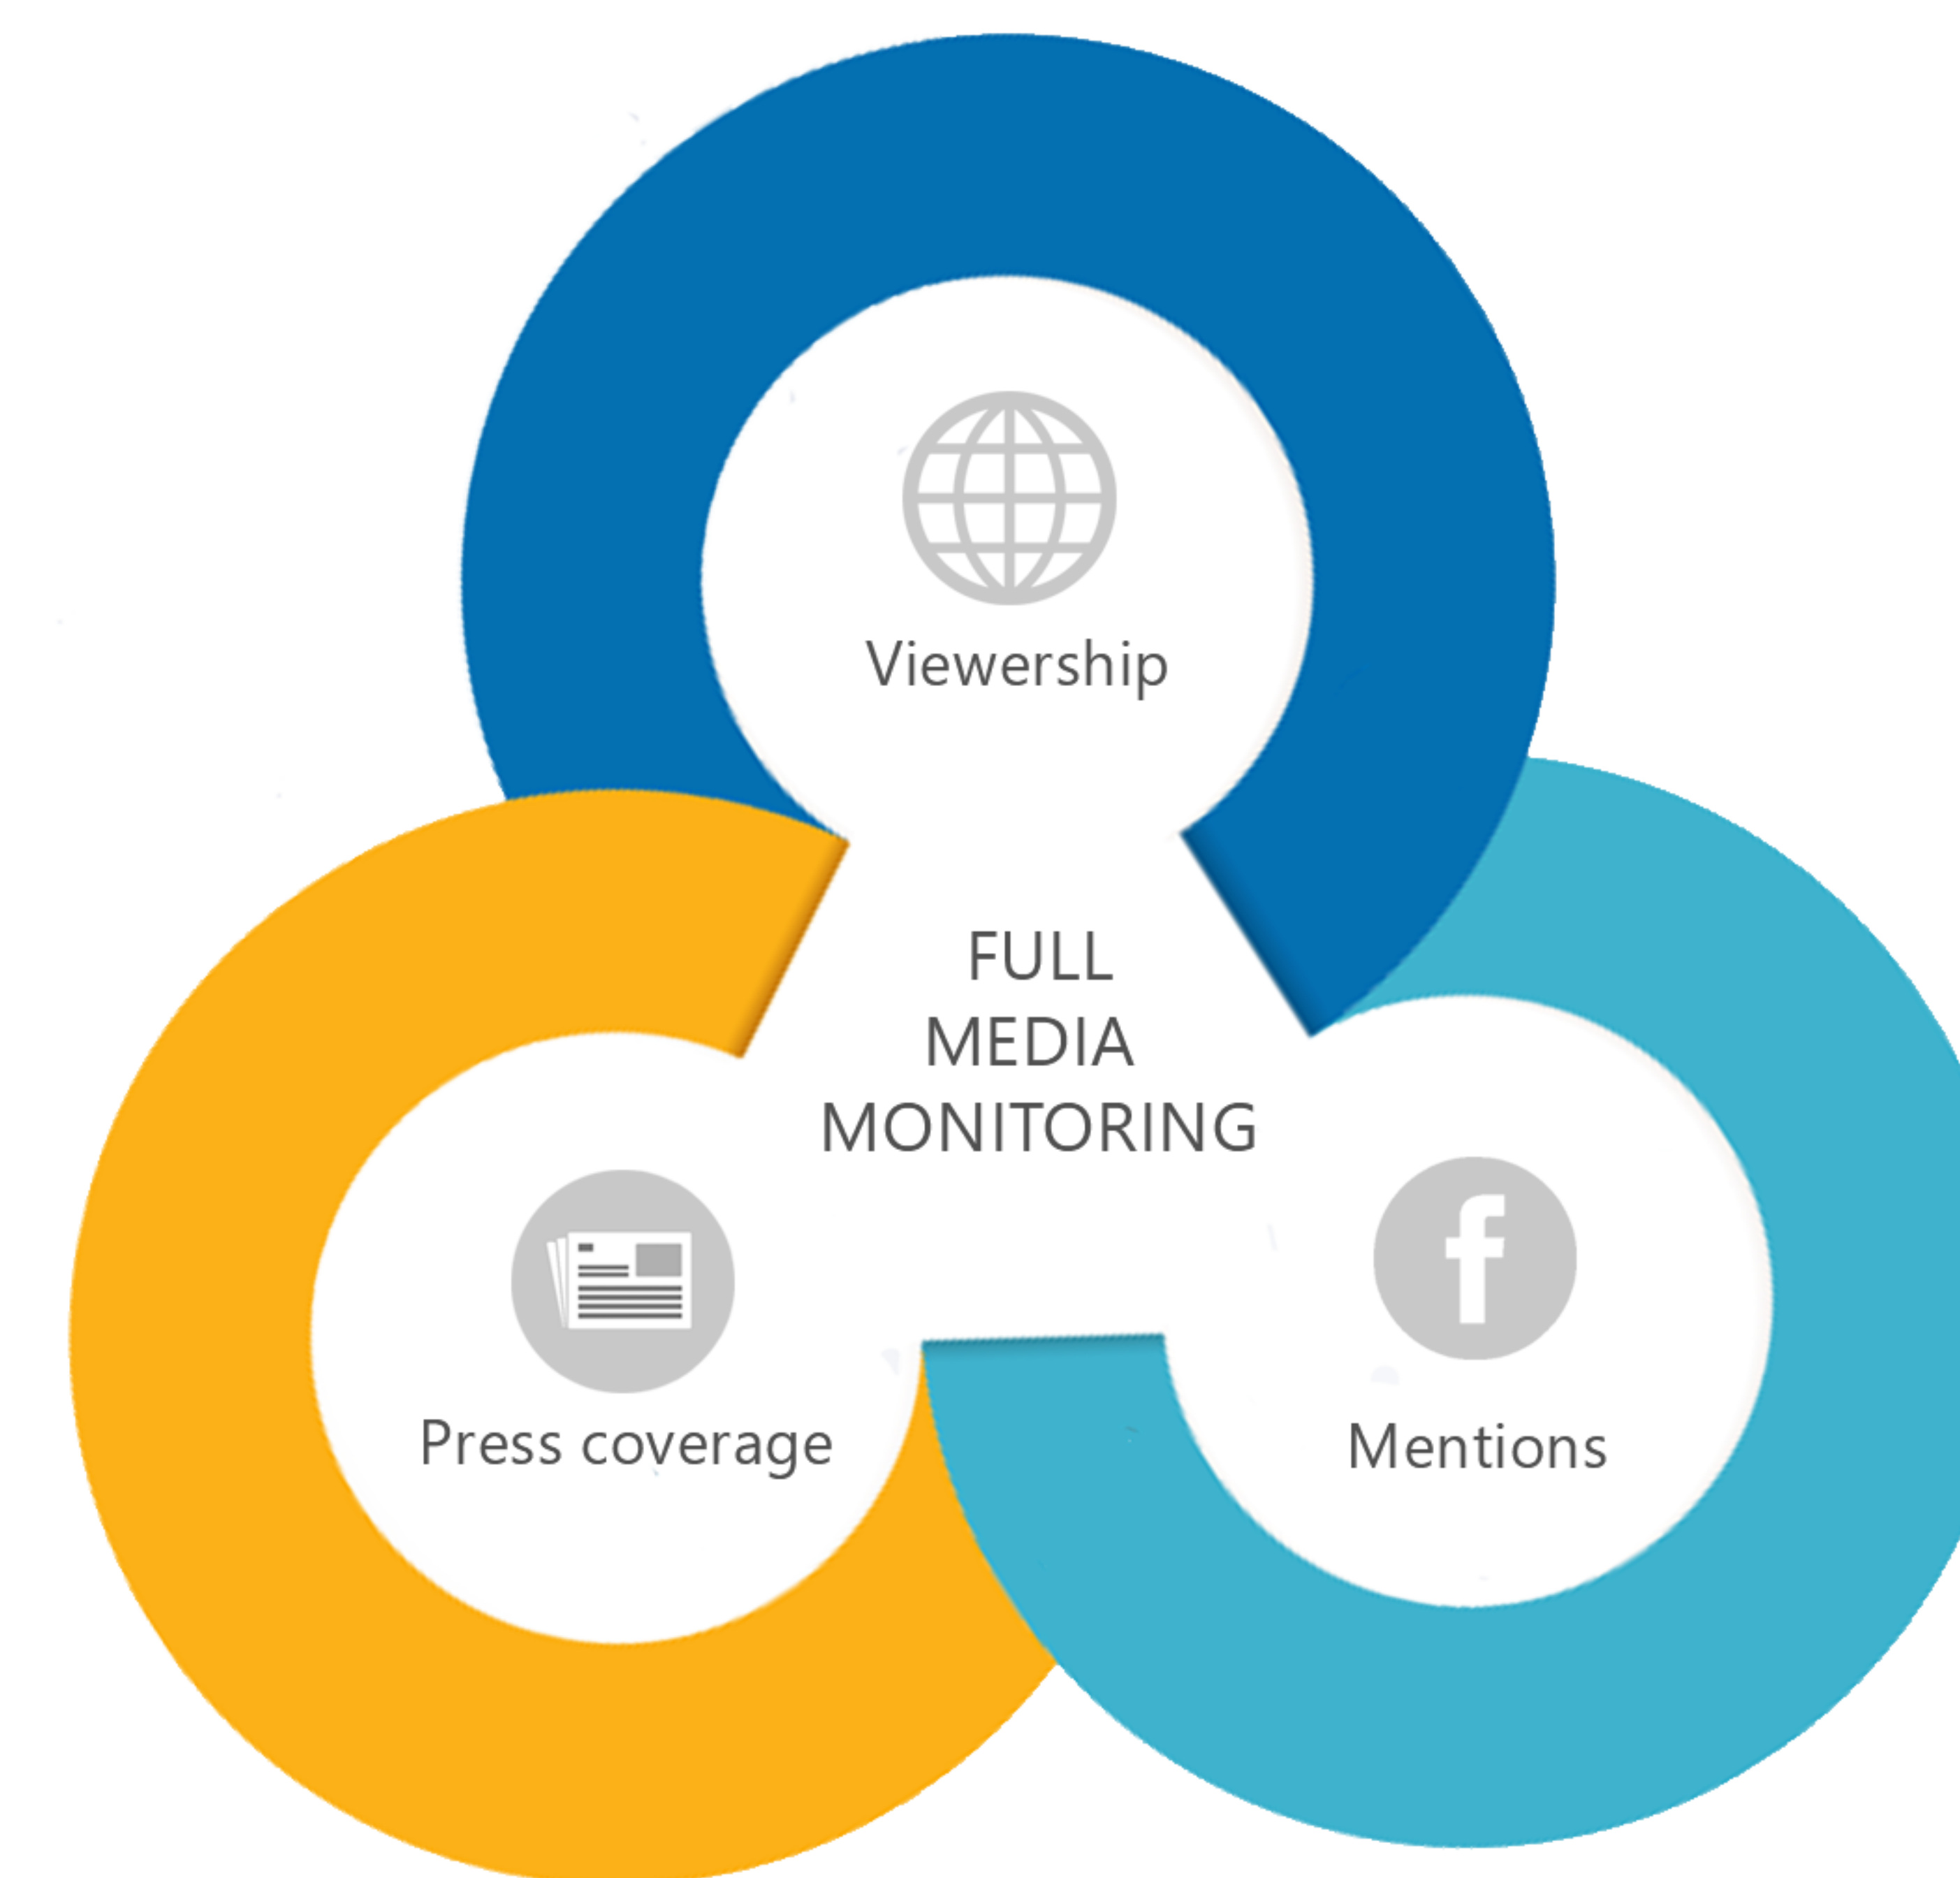 Viewership
FULL
MEDIA
MONITORING
Press coverage
Mentions